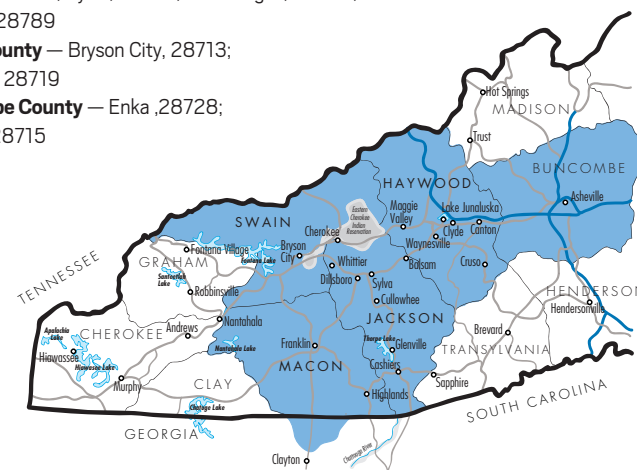 28789
ounty — Bryson City, 28713;
28719
be County — Enka ,28728;
28715
Hot Springs
MADISON
Trust
BUNCOMBE
HAYWOOD
Asheville
Maggie
Valley
Lake Junaluska
Clyde
Canton
Waynesville
SWAIN
Eastern
Cherokee
Indian
Reservation
Cherokee
Fontana Village
Fontana Lake
Bryson
City
Whittier
Balsam
Cruso
TENNESSEE
GRAHAM
Santeetlah
Lake
Robbinsville
Dillsboro
Sylva
Cullowhee
HENDERSON
Hendersonville
JACKSON
Nantahala
Andrews
Apalachia
Lake
CHEROKEE
Hiawassee
Hiawassee Lake
Nantahala Lake
Franklin
Thorpe Lake
Glenville
Brevard
TRANSYLVANIA
MACON
Cashiers
Sapphire
Murphy
CLAY
Highlands
Chatuge Lake
SOUTH CAROLINA
GEORGIA
Chattooga River
Clayton